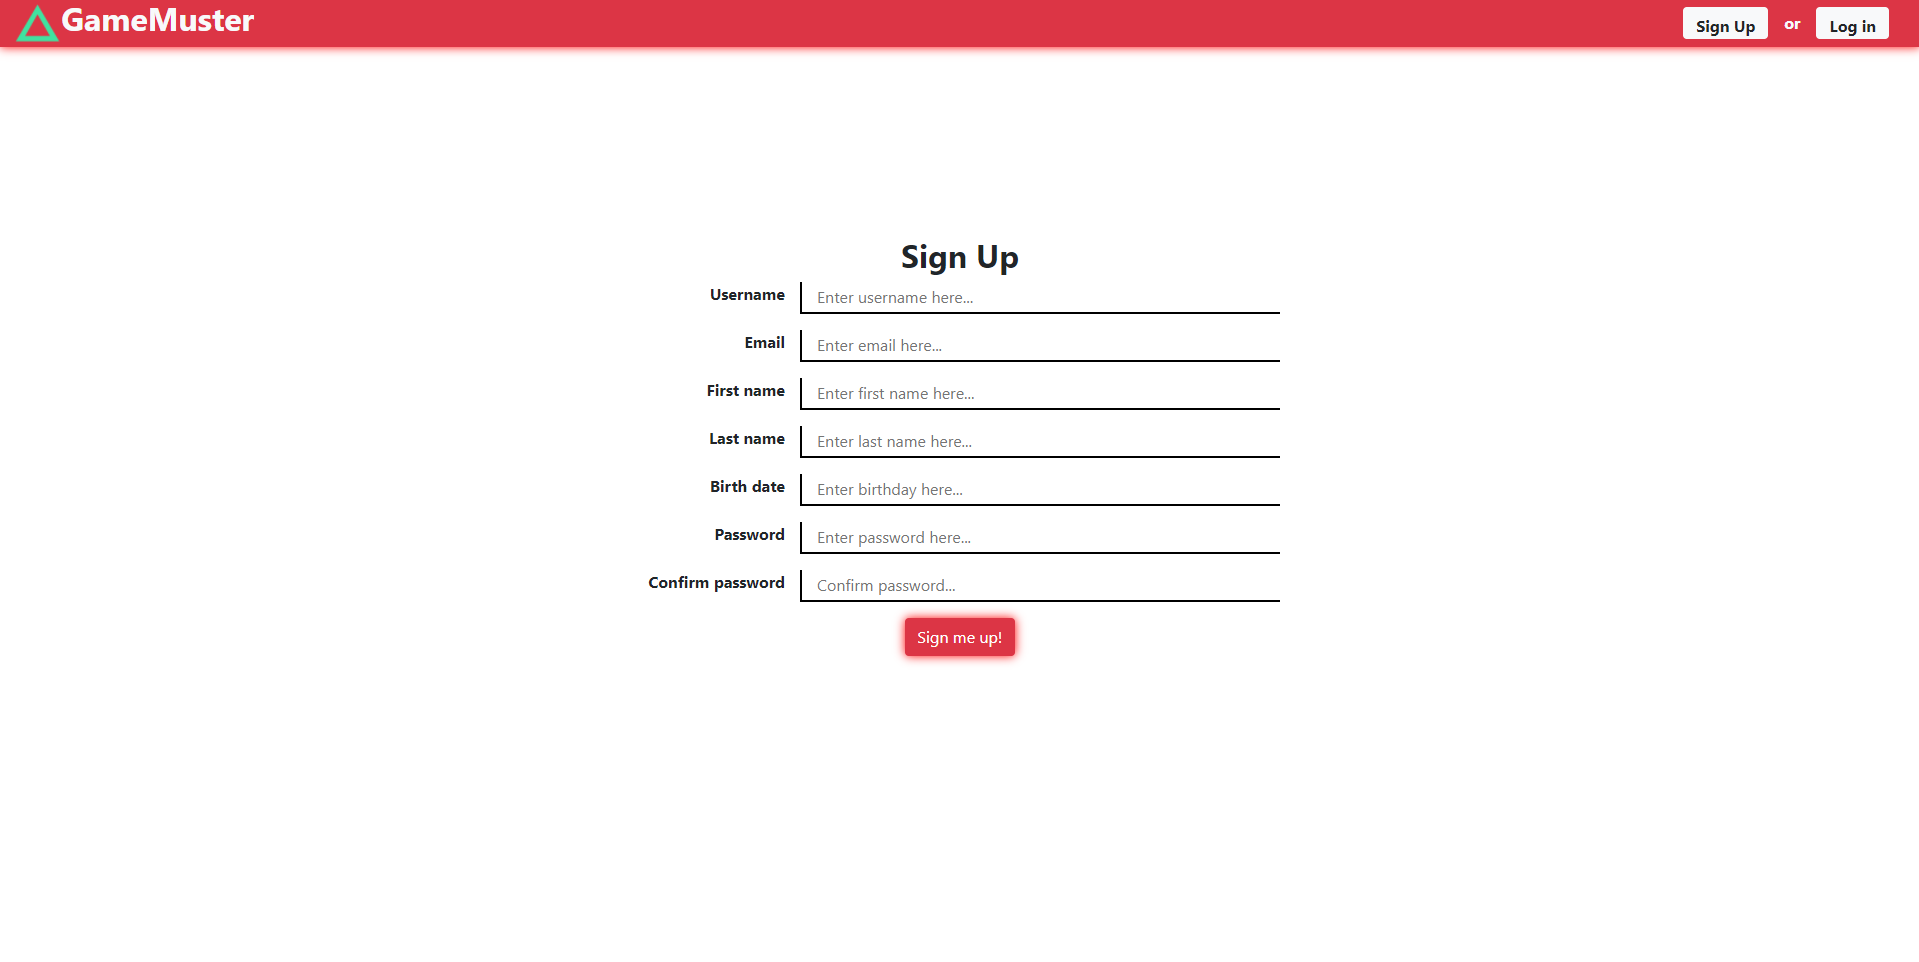 GameMuster
Sign Up or Log in
Sign Up
Username Enter username here...
Email Enter email here...
First name Enter first name here...
Last name Enter last name here...
Birth date Enter birthday here...
Password Enter password here...
Confirm password Confirm password...
Sign me up!